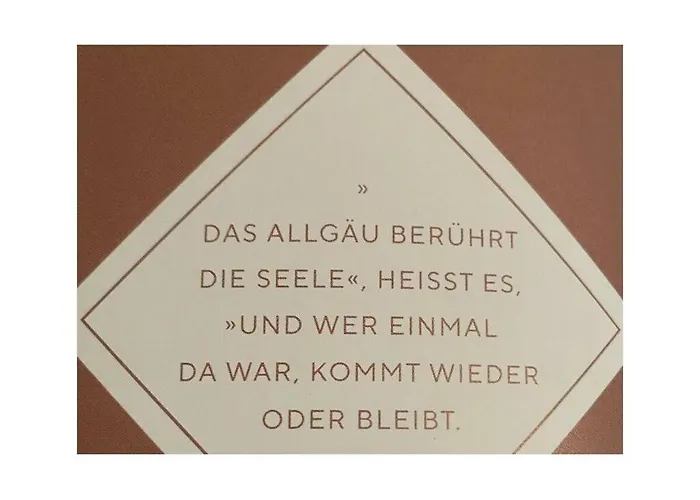 »
DAS ALLGÄU BERÜHRT
DIE SEELE«, HEISST ES,
»UND WER EINMAL
DA WAR, KOMMT WIEDER
ODER BLEIBT.